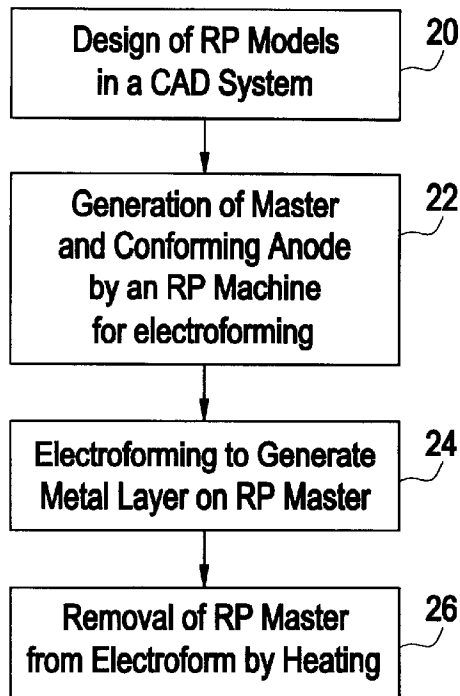 Design of RP Models
in a CAD System
20
Generation of Master
and Conforming Anode
by an RP Machine
for electroforming
22
Electroforming to Generate
Metal Layer on RP Master
24
Removal of RP Master
from Electroform by Heating
26